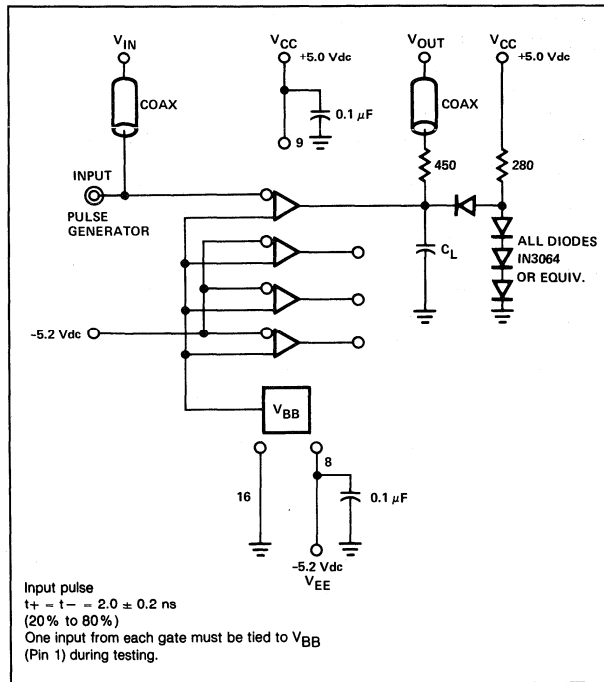 V_IN
V_CC
+5.0 Vdc
V_OUT
V_CC
+5.0 Vdc
COAX
0.1 μF
COAX
9
450
280
INPUT
PULSE
GENERATOR
C_L
ALL DIODES
IN3064
OR EQUIV.
-5.2 Vdc
V_BB
8
16
0.1 μF
-5.2 Vdc
V_EE
Input pulse
t+ = t- = 2.0 ± 0.2 ns
(20% to 80%)
One input from each gate must be tied to V_BB
(Pin 1) during testing.